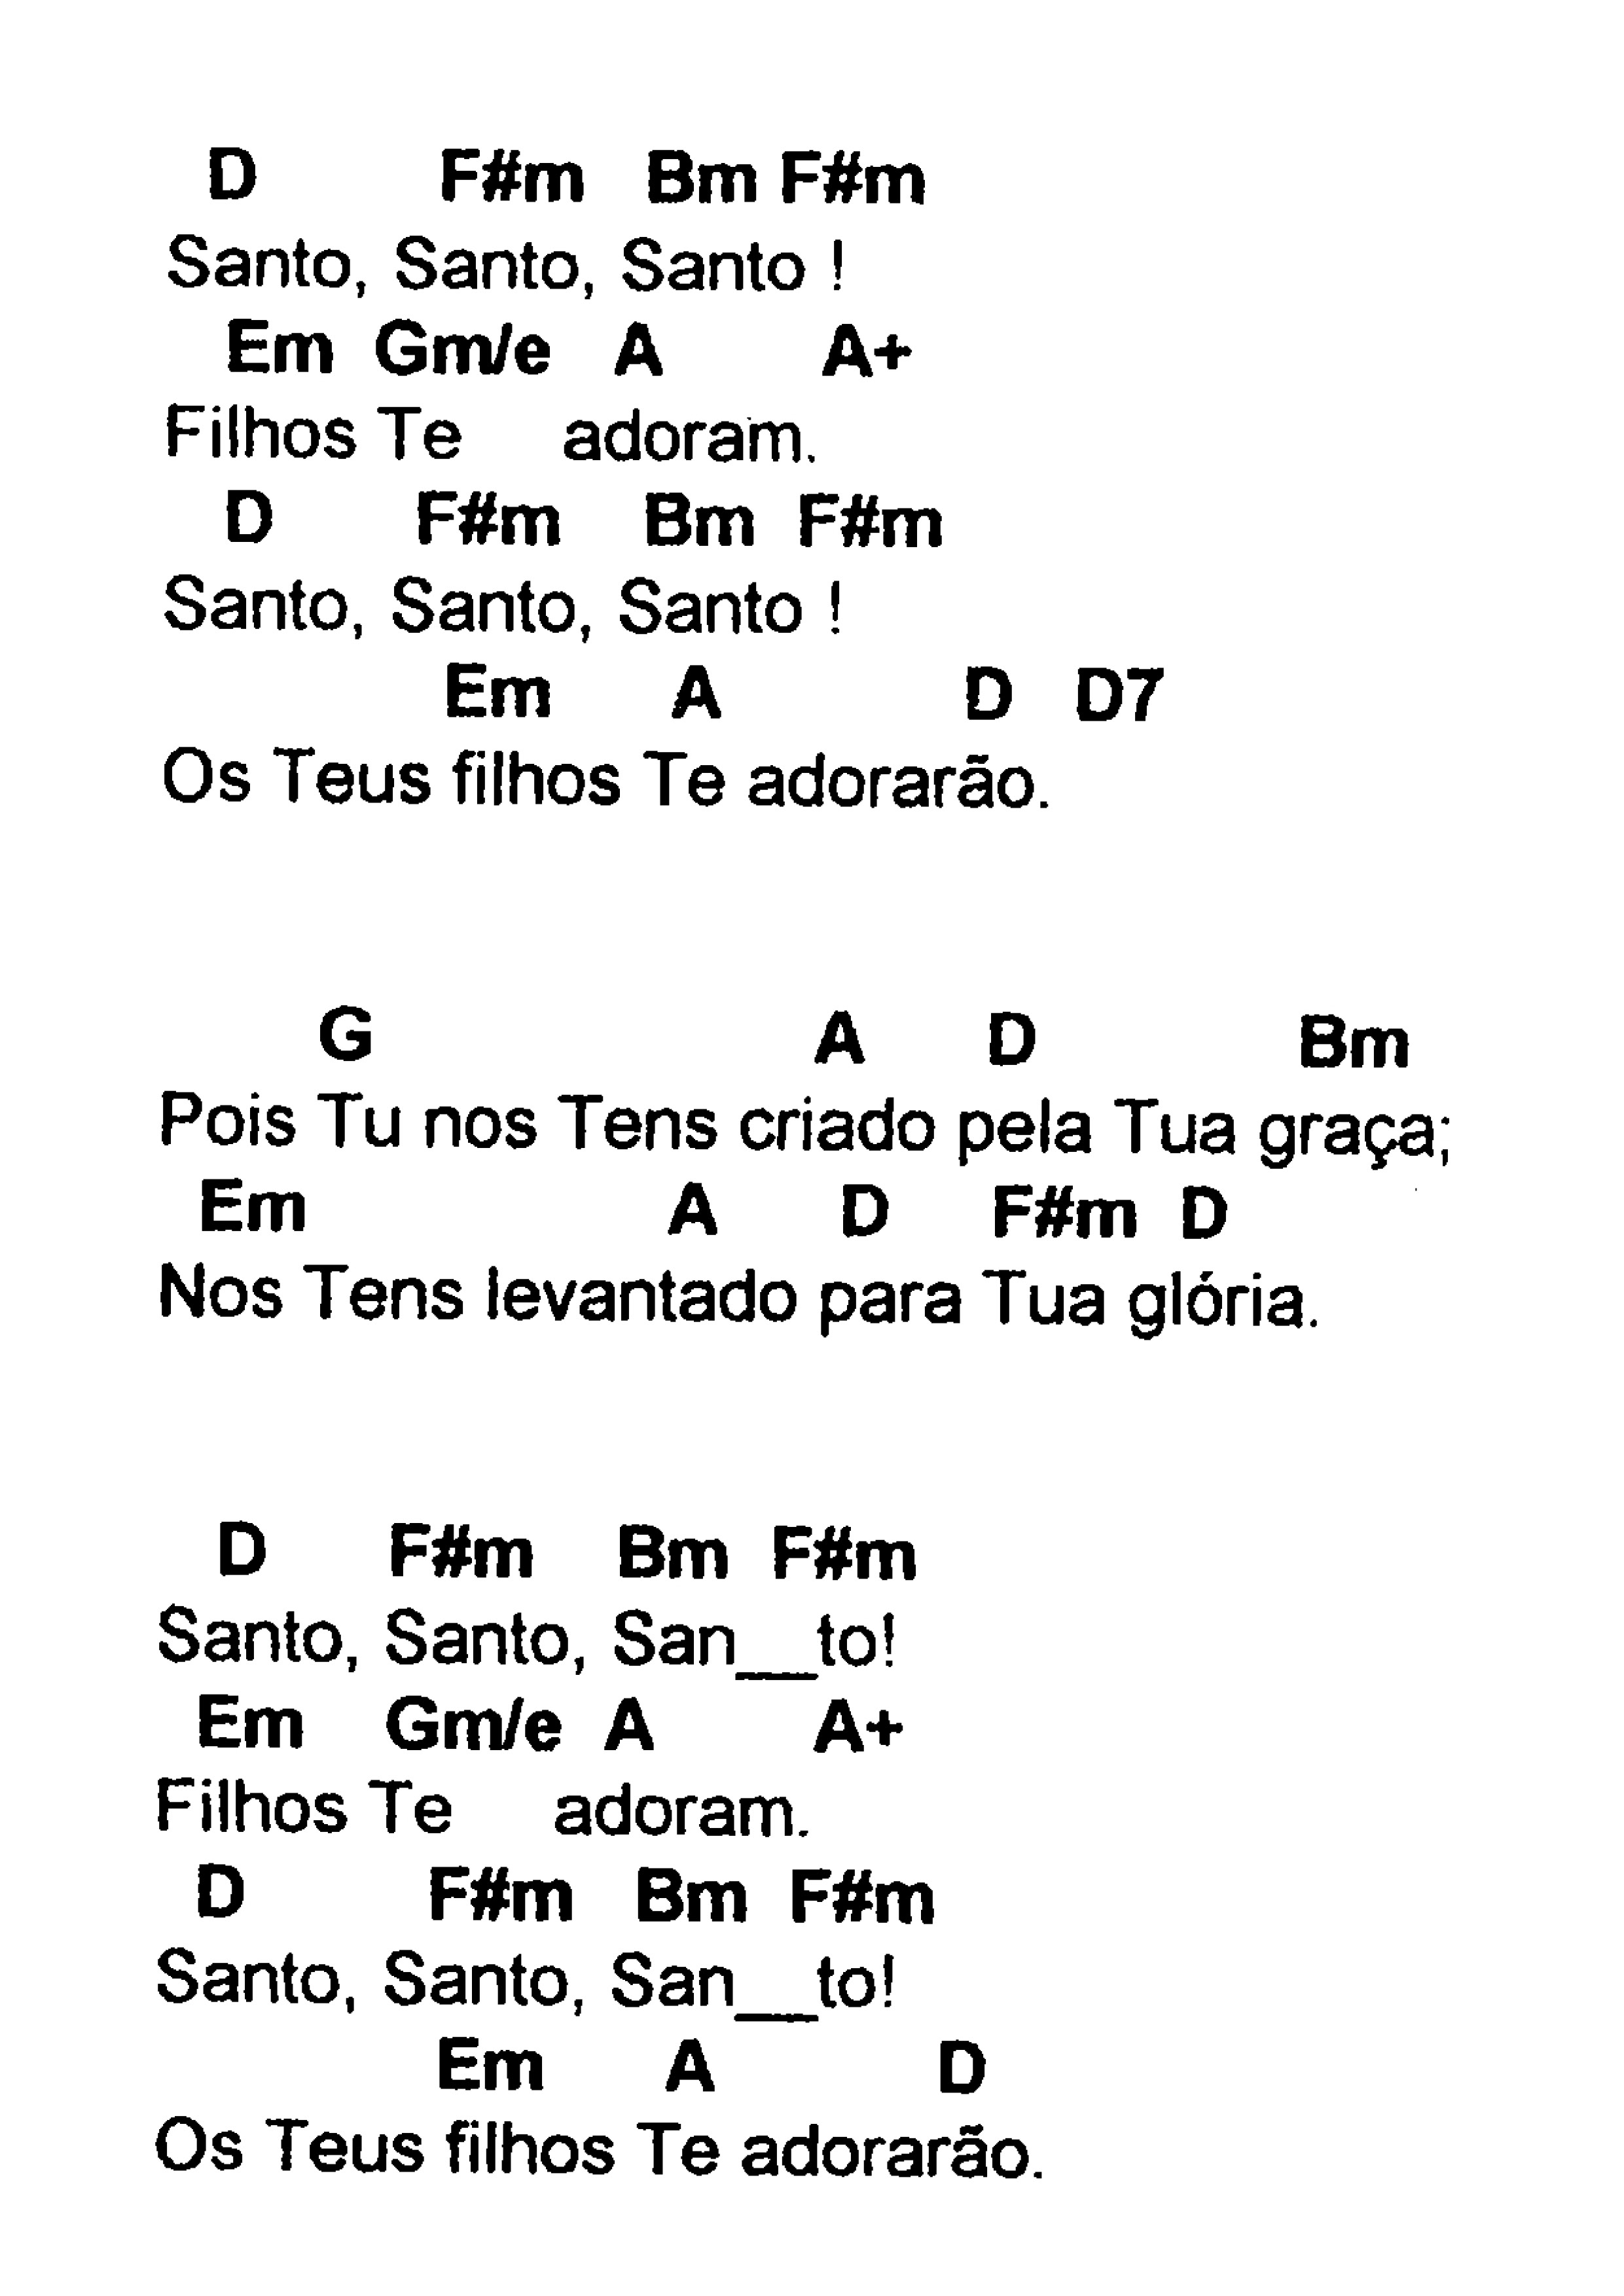 D F#m Bm F#m
Santo, Santo, Santo !
Em Gm/e A A+
Filhos Te adoram.
D F#m Bm F#m
Santo, Santo, Santo !
Em A D D7
Os Teus filhos Te adorarão.
G A D Bm
Pois Tu nos Tens criado pela Tua graça;
Em A D F#m D
Nos Tens levantado para Tua glória.
D F#m Bm F#m
Santo, Santo, San__to!
Em Gm/e A A+
Filhos Te adoram.
D F#m Bm F#m
Santo, Santo, San__to!
Em A D
Os Teus filhos Te adorarão.